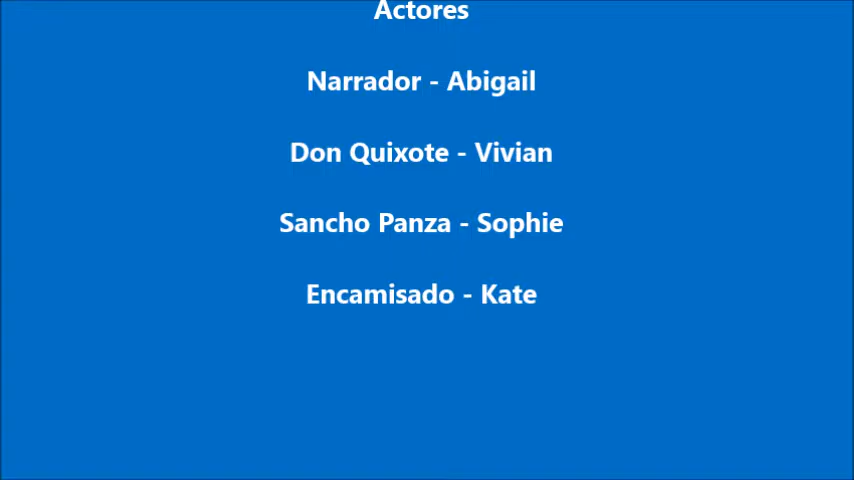 Actores
Narrador - Abigail
Don Quixote - Vivian
Sancho Panza - Sophie
Encamisado - Kate